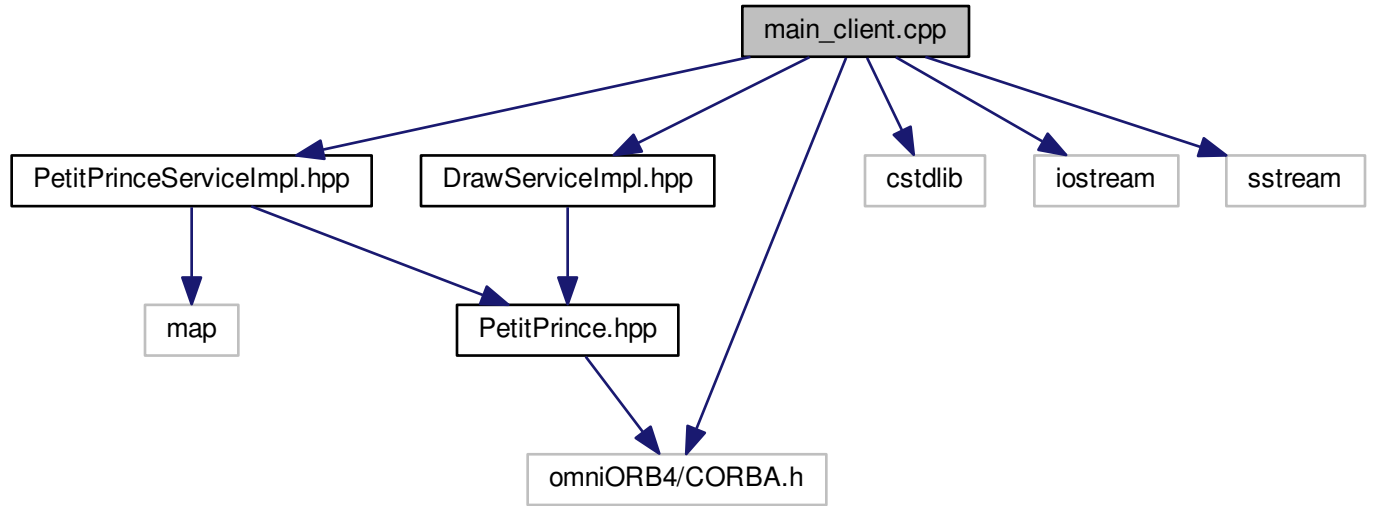 main_client.cpp
PetitPrinceServiceImpl.hpp
DrawServiceImpl.hpp
cstdlib
iostream
sstream
map
PetitPrince.hpp
omniORB4/CORBA.h